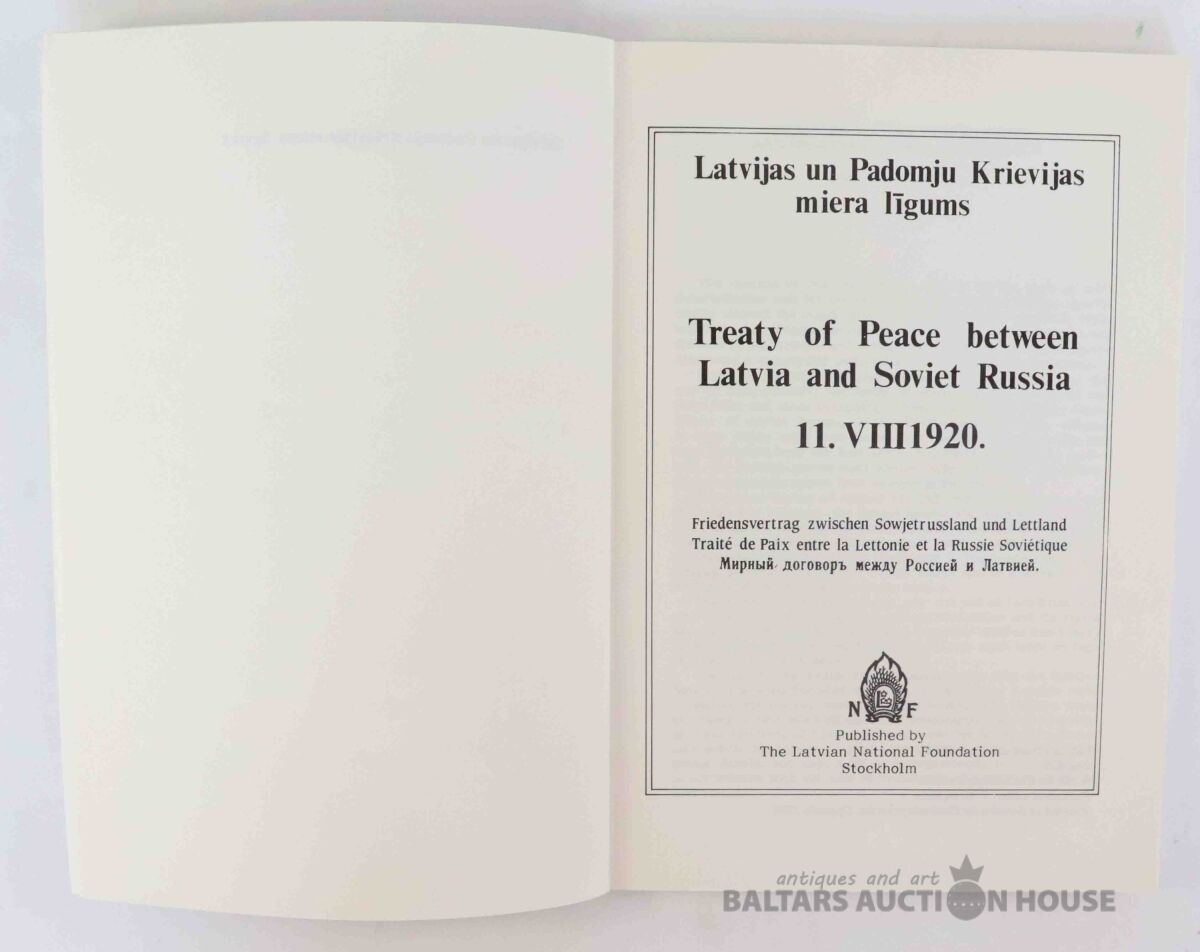 Latvijas un Padomju Krievijas
miera līgums
Treaty of Peace between
Latvia and Soviet Russia
11. VIII1920.
Friedensvertrag zwischen Sowjetrussland und Lettland
Traité de Paix entre la Lettonie et la Russie Soviétique
Мирный договоръ между Россией и Латвией.
N F
Published by
The Latvian National Foundation
Stockholm
antiques and art
BALTARS AUCTION HOUSE